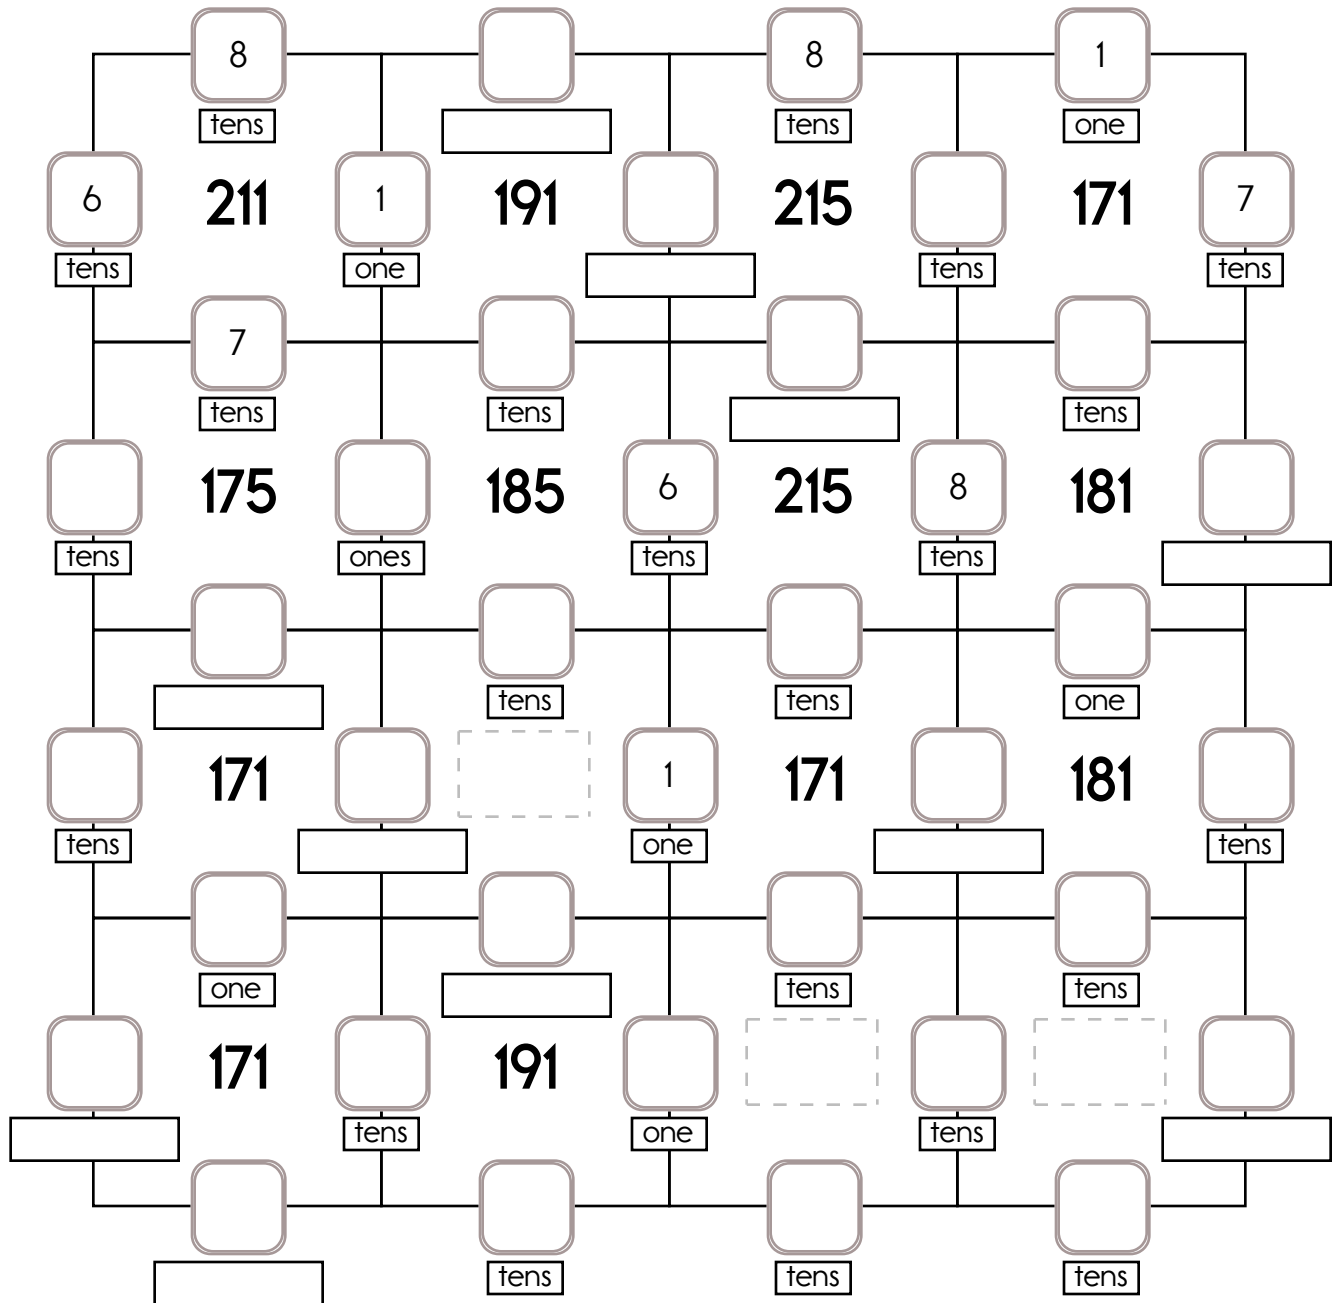 8 8 1
tens tens one
6 211 1 191 215 171 7
tens one tens tens
7
tens tens tens
175 185 6 215 8 181
tens ones tens tens
tens tens one
171 1 171 181
tens one tens
one tens tens
171 191
tens one tens
tens tens tens